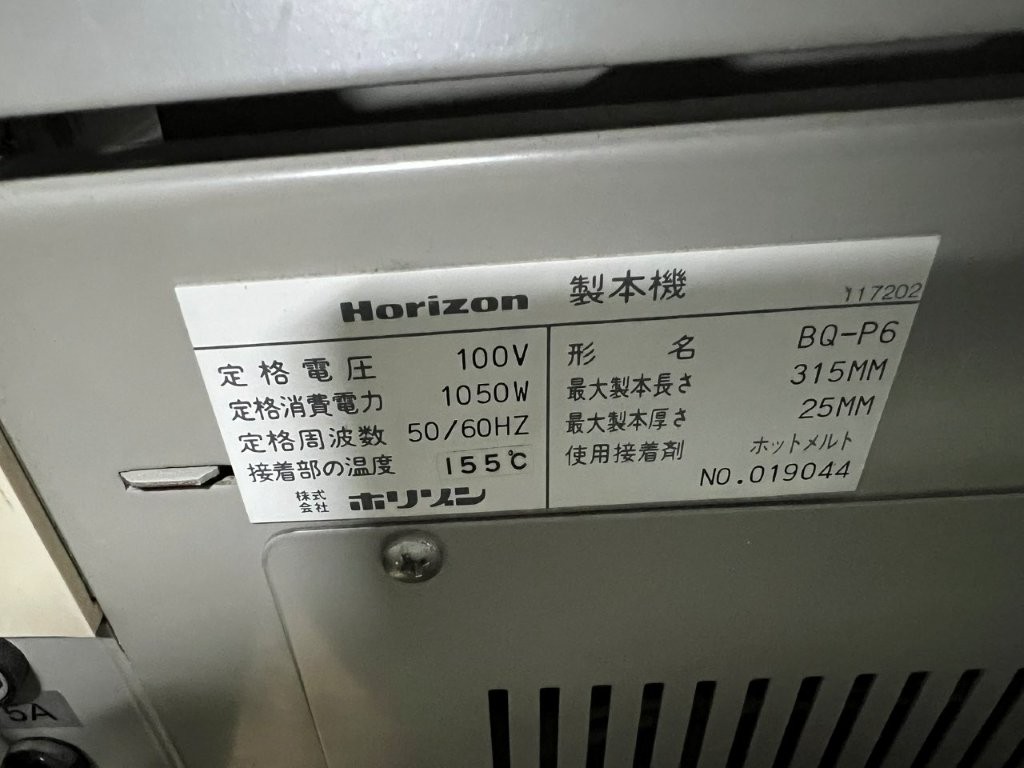 Horizon 製本機 117202
定格電圧 100V
定格消費電力 1050W
定格周波数 50/60HZ
接着部の温度 155℃
株式会社 ホリゾン
形名 BQ-P6
最大製本長さ 315MM
最大製本厚さ 25MM
使用接着剤 ホットメルト
NO.019044
5A